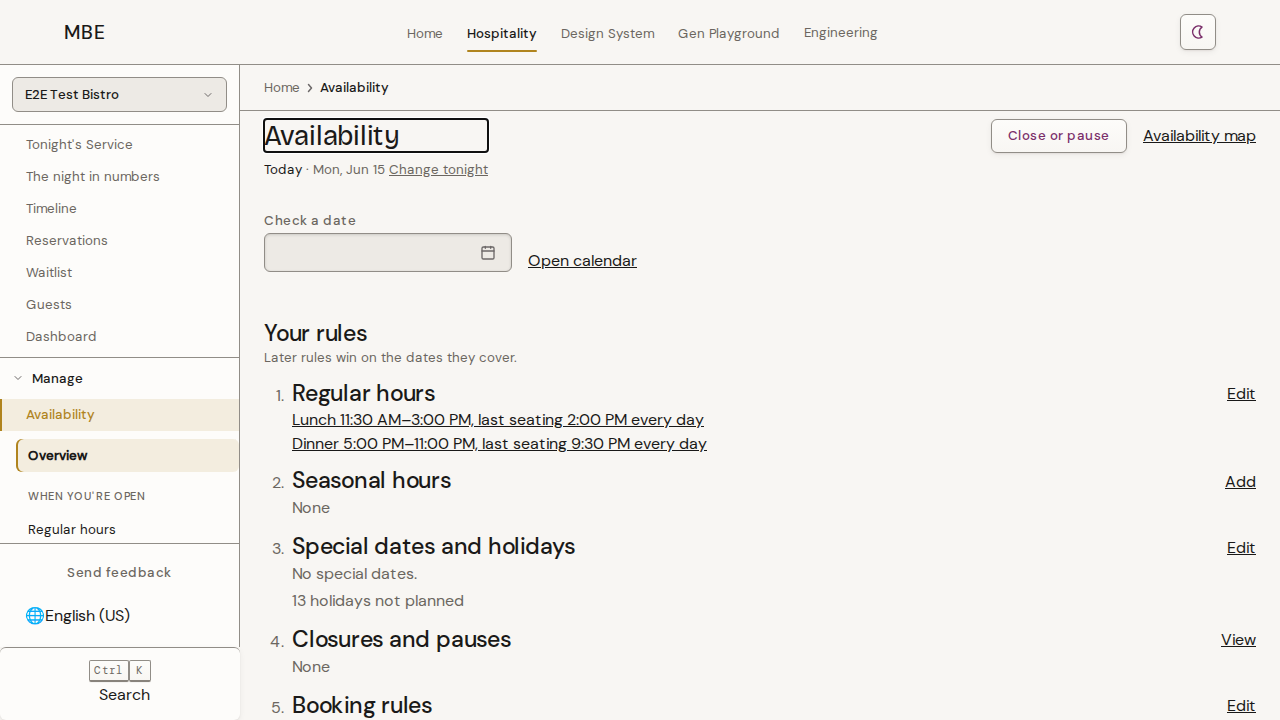 MBE
Home
Hospitality
Design System
Gen Playground
Engineering
E2E Test Bistro
Tonight's Service
The night in numbers
Timeline
Reservations
Waitlist
Guests
Dashboard
Manage
Availability
Overview
WHEN YOU'RE OPEN
Regular hours
Send feedback
English (US)
Ctrl K
Search
Home > Availability
Availability
Close or pause
Availability map
Today · Mon, Jun 15 Change tonight
Check a date
Open calendar
Your rules
Later rules win on the dates they cover.
1. Regular hours
Edit
Lunch 11:30 AM–3:00 PM, last seating 2:00 PM every day
Dinner 5:00 PM–11:00 PM, last seating 9:30 PM every day
2. Seasonal hours
Add
None
3. Special dates and holidays
Edit
No special dates.
13 holidays not planned
4. Closures and pauses
View
None
5. Booking rules
Edit